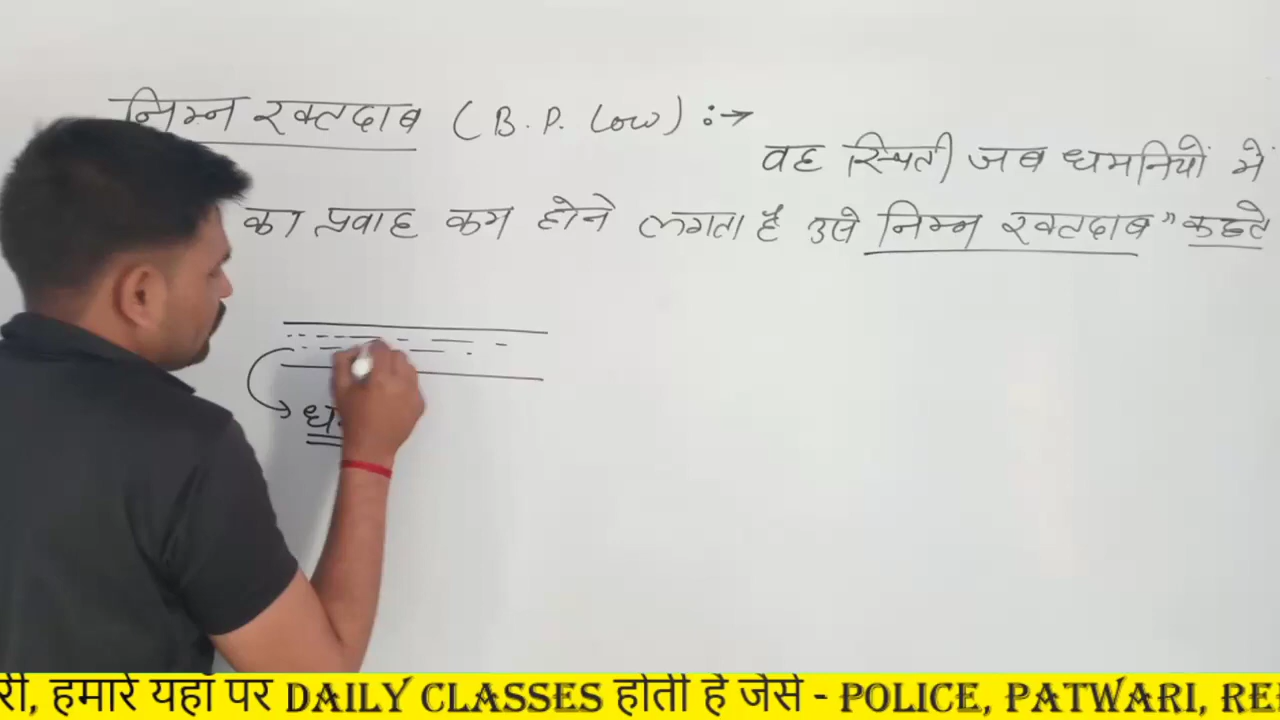 निम्न रक्तदाब (B.P. Low) :→
वह स्थिती जब धमनियों में
का प्रवाह कम होने लगता है उसे निम्न रक्तदाब" कहते
हमारे यहाँ पर DAILY CLASSES होती है जैसे - POLICE, PATWARI,